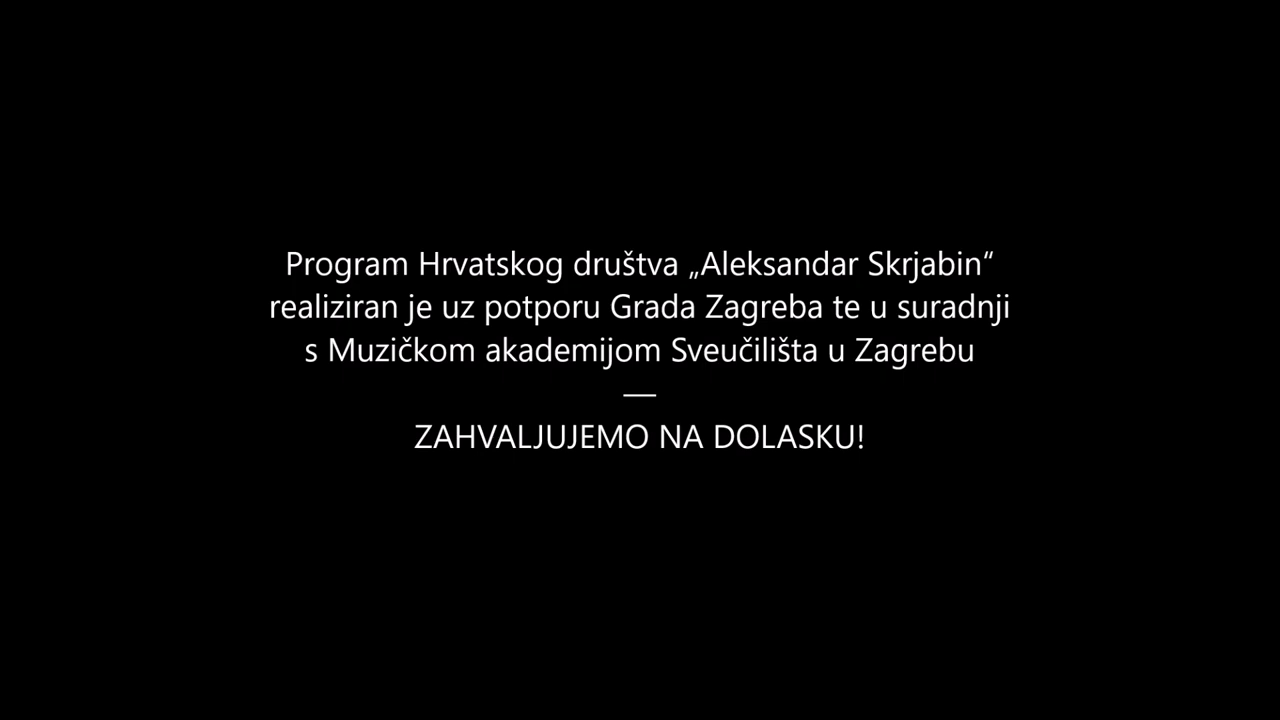 Program Hrvatskog društva „Aleksandar Skrjabin“
realiziran je uz potporu Grada Zagreba te u suradnji
s Muzičkom akademijom Sveučilišta u Zagrebu
—
ZAHVALJUJEMO NA DOLASKU!